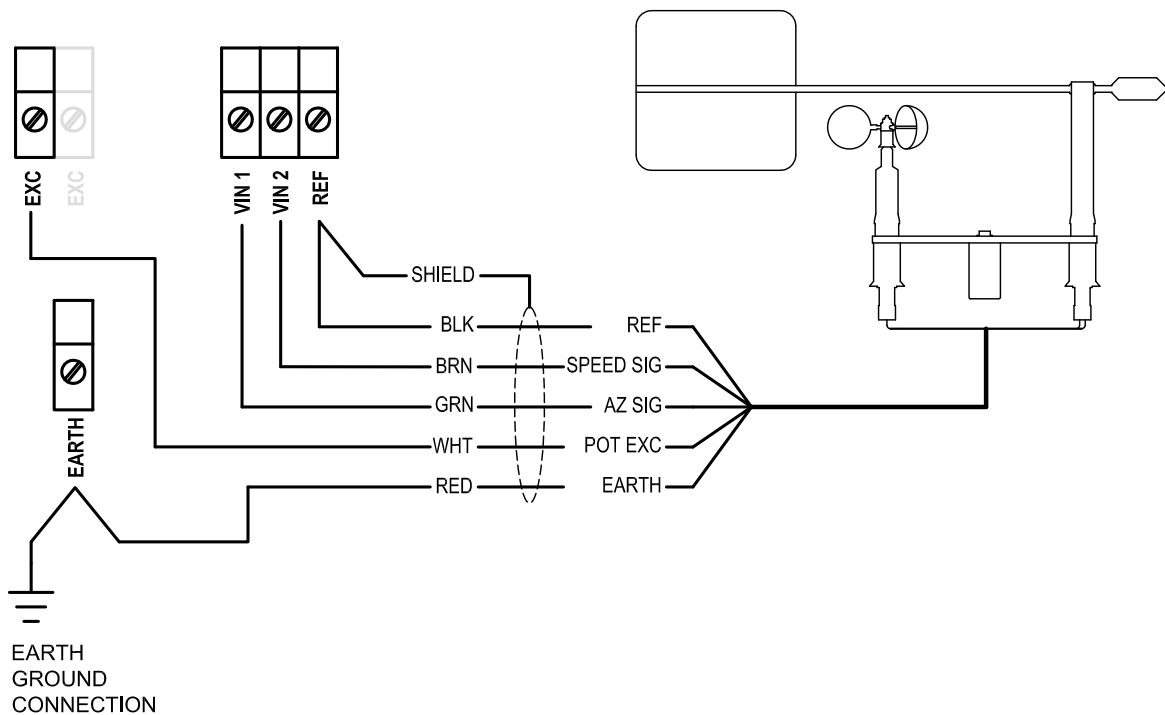 EXC
EXC
VIN 1
VIN 2
REF
SHIELD
BLK REF
BRN SPEED SIG
GRN AZ SIG
WHT POT EXC
RED EARTH
EARTH
EARTH
GROUND
CONNECTION